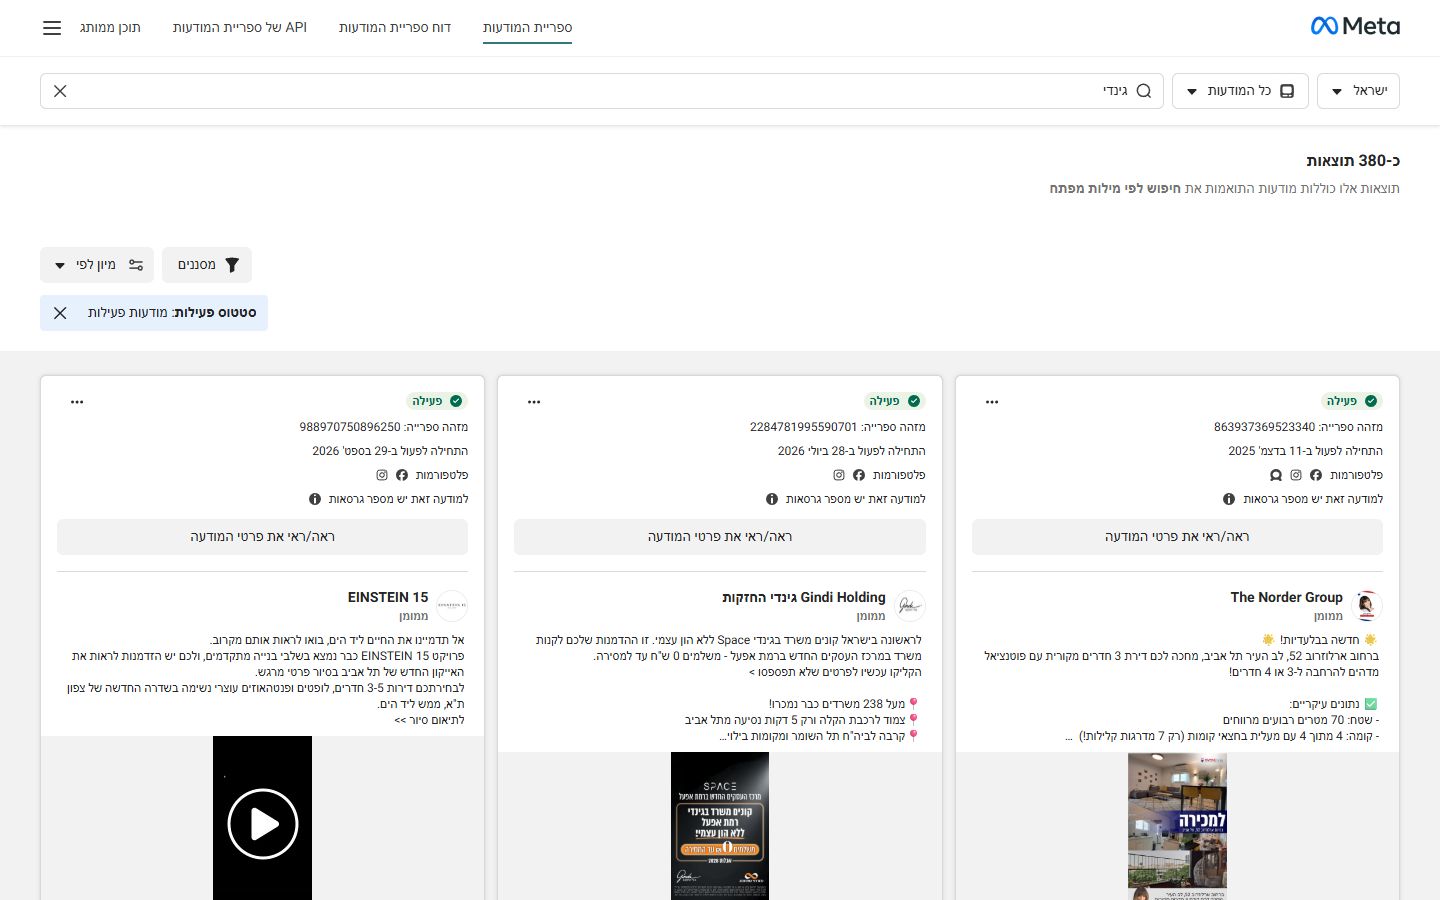 Meta
ספריית המודעות
דוח ספריית המודעות
API של ספריית המודעות
תוכן ממותג
ישראל
כל המודעות
גינדי
כ-380 תוצאות
תוצאות אלו כוללות מודעות התואמות את חיפוש לפי מילות מפתח
מסננים
מיון לפי
סטטוס פעילות: מודעות פעילות
פעילה
מזהה ספרייה: 863937369523340
התחילה לפעול ב-11 בדצמ' 2025
פלטפורמות
למודעה זאת יש מספר גרסאות
ראה/ראי את פרטי המודעה
The Norder Group
ממומן
☀️ חדשה בבלעדיות! ☀️
ברחוב ארלוזרוב 52, לב העיר תל אביב, מחכה לכם דירת 3 חדרים מקורית עם פוטנציאל
מדהים להרחבה ל-3 או 4 חדרים!
✅ נתונים עיקריים:
- שטח: 70 מטרים רבועים מרווחים
- קומה: 4 מתוך 4 עם מעלית בחצאי קומות (רק 7 מדרגות קלילות!) ...
למכירה
פעילה
מזהה ספרייה: 2284781995590701
התחילה לפעול ב-28 ביולי 2026
פלטפורמות
למודעה זאת יש מספר גרסאות
ראה/ראי את פרטי המודעה
Gindi Holding גינדי החזקות
ממומן
לראשונה בישראל קונים משרד בגינדי Space ללא הון עצמי. זו ההזדמנות שלכם לקנות
משרד במרכז העסקים החדש ברמת אפעל - משלמים 0 ש"ח עד למסירה.
הקליקו עכשיו לפרטים שלא תפספסו >
📍מעל 238 משרדים כבר נמכרו!
📍צמוד לרכבת הקלה ורק 5 דקות נסיעה מתל אביב
📍קרבה לביה"ח תל השומר ומקומות בילוי...
SPACE
מרכז העסקים החדש ברמת אפעל
קונים משרד בגינדי
רמת אפעל
ללא הון עצמי!
משלמים 0 ₪ עד המסירה
Gindi
פעילה
מזהה ספרייה: 988970750896250
התחילה לפעול ב-29 בספט' 2026
פלטפורמות
למודעה זאת יש מספר גרסאות
ראה/ראי את פרטי המודעה
EINSTEIN 15
ממומן
אל תדמיינו את החיים ליד הים, בואו לראות אותם מקרוב.
פרויקט EINSTEIN 15 כבר נמצא בשלבי בנייה מתקדמים, ולכם יש הזדמנות לראות את
האייקון החדש של תל אביב בסיור פרטי מרגש.
לבחירתכם דירות 3-5 חדרים, לופטים ופנטהאוזים עוצרי נשימה בשדרה החדשה של צפון
ת"א, ממש ליד הים.
לתיאום סיור >>